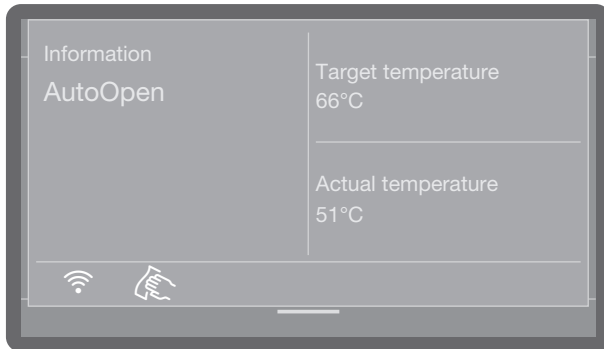 Information
AutoOpen
Target temperature
66°C
Actual temperature
51°C